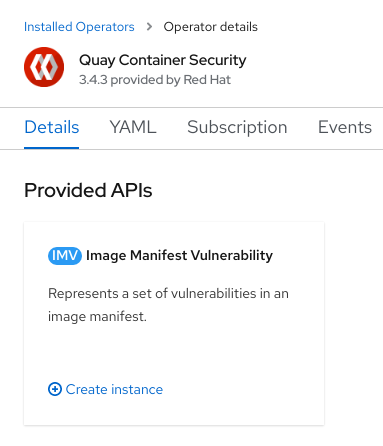 Installed Operators > Operator details
Quay Container Security
3.4.3 provided by Red Hat
Details YAML Subscription Events
Provided APIs
IMV Image Manifest Vulnerability
Represents a set of vulnerabilities in an
image manifest.
Create instance